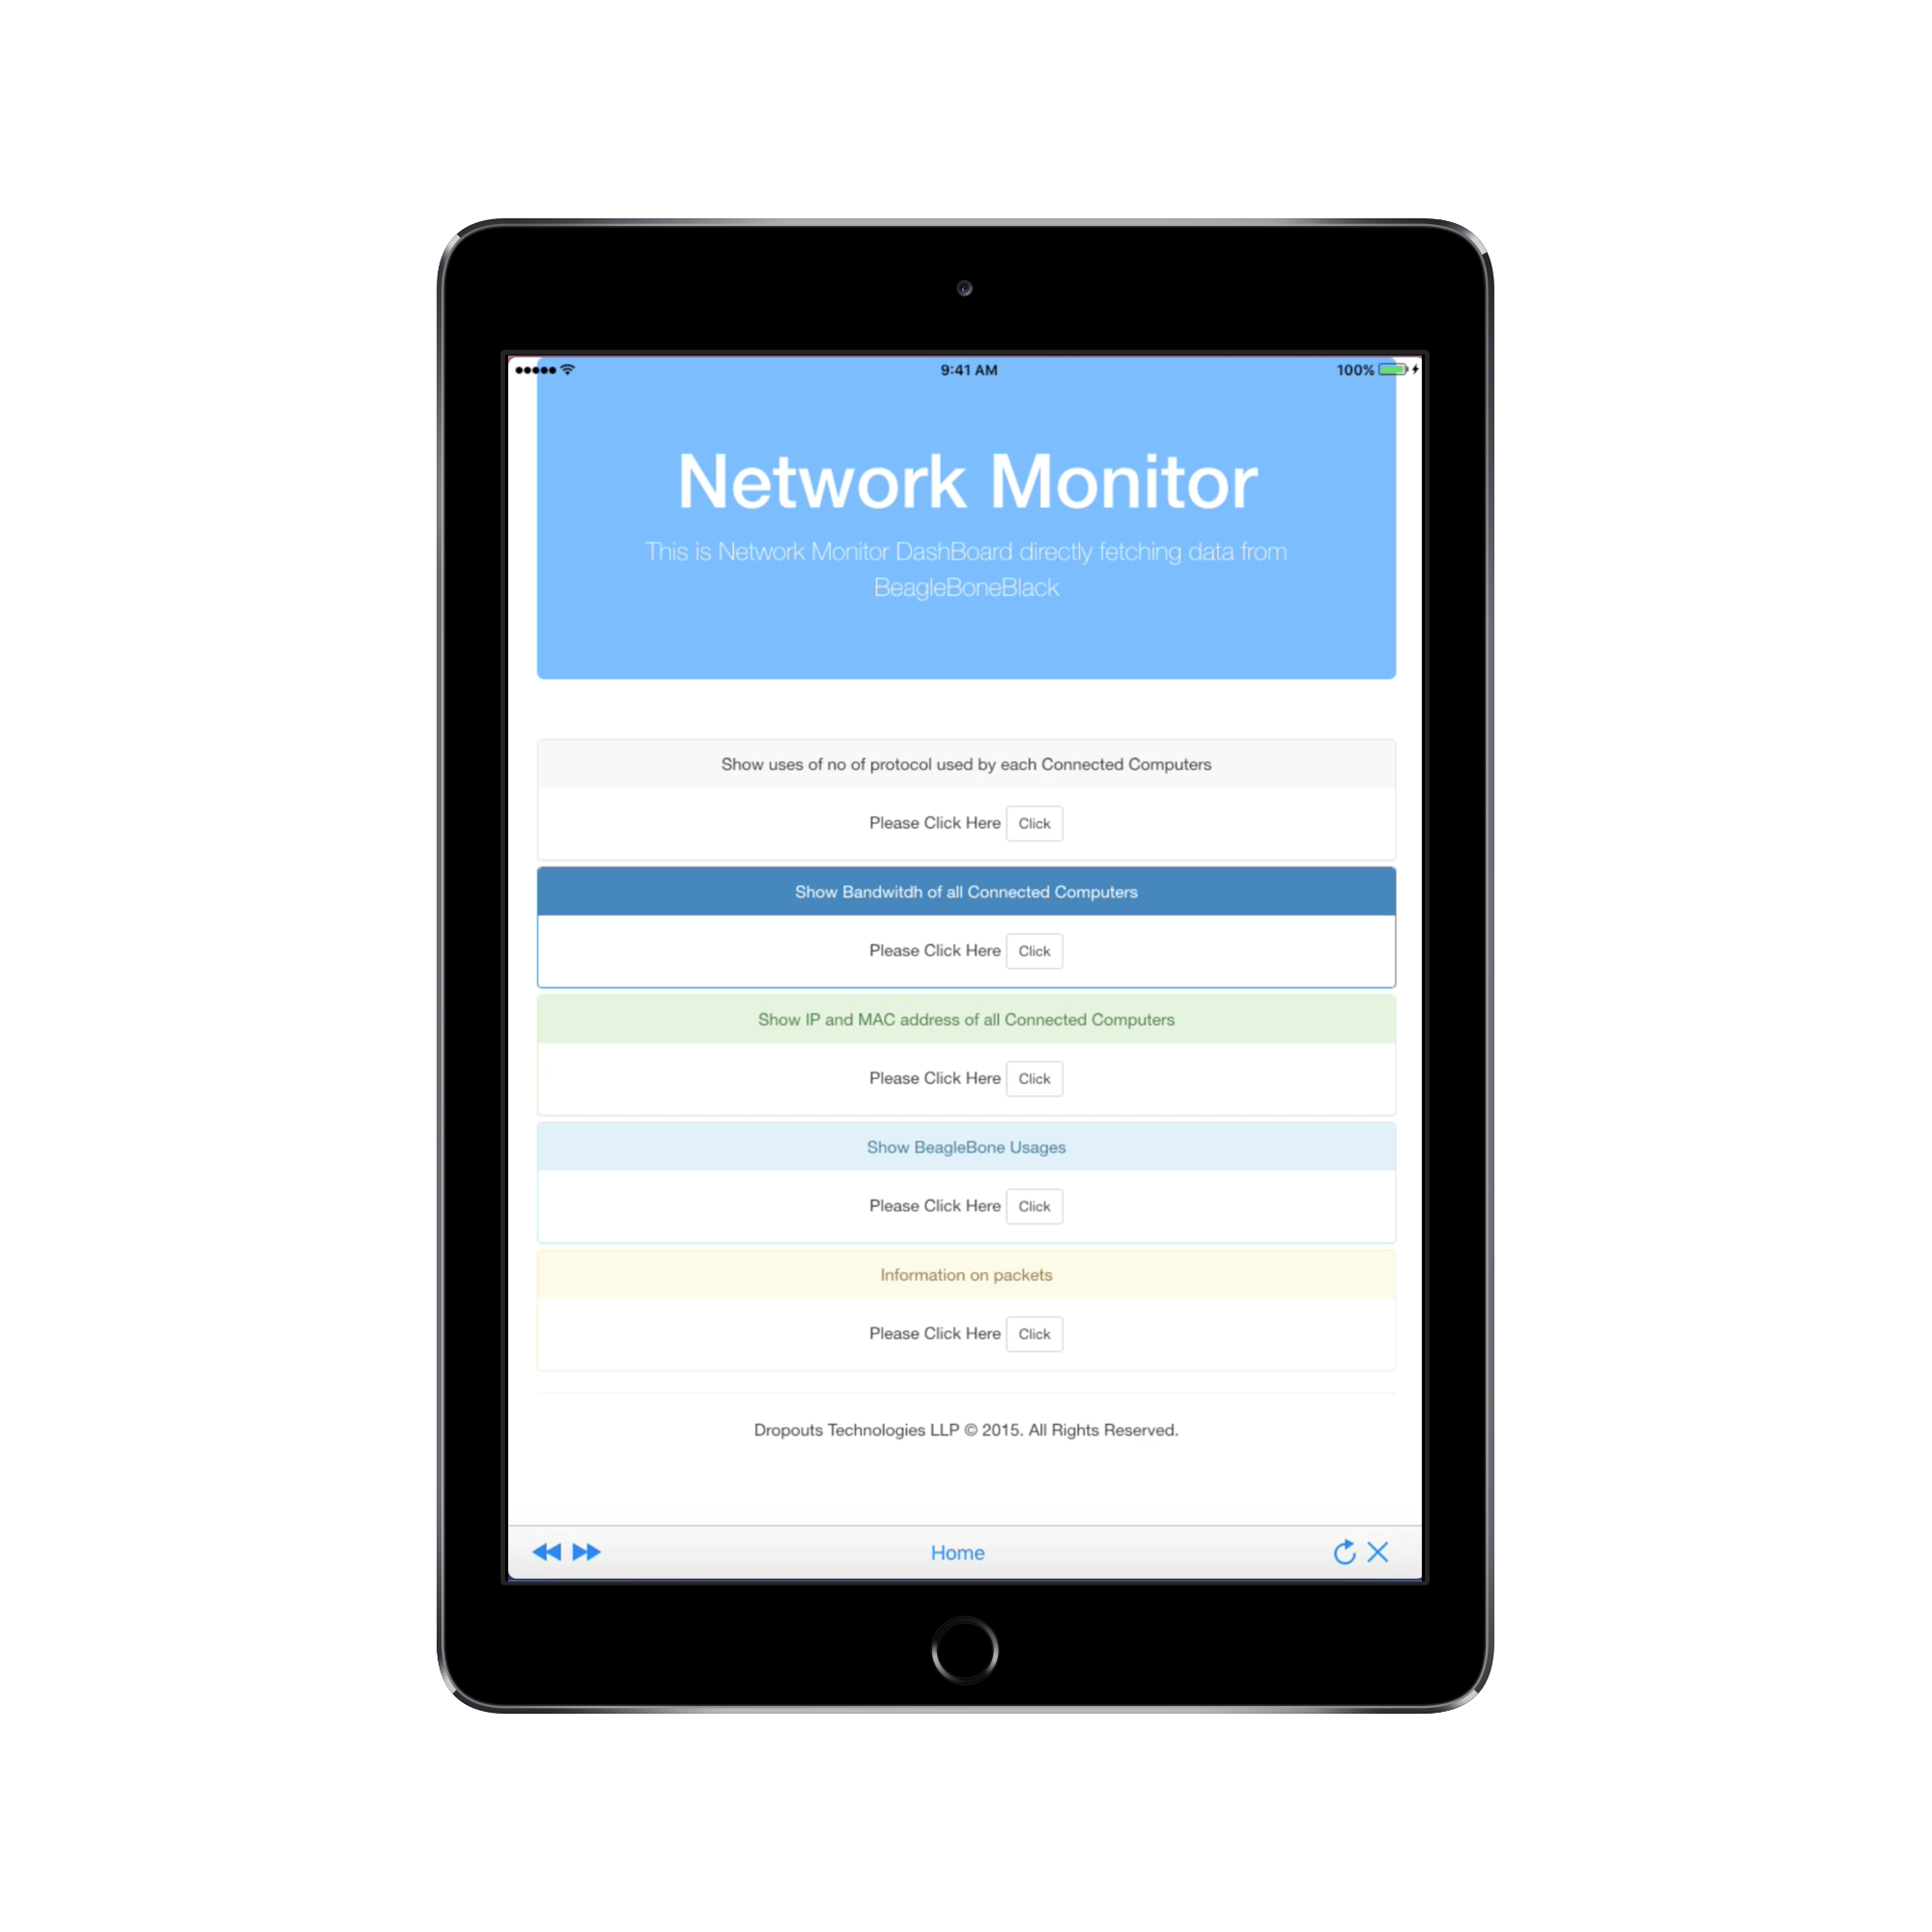 9:41 AM
100%
Network Monitor
This is Network Monitor DashBoard directly fetching data from
BeagleBoneBlack
Show uses of no of protocol used by each Connected Computers
Please Click Here Click
Show Bandwitdh of all Connected Computers
Please Click Here Click
Show IP and MAC address of all Connected Computers
Please Click Here Click
Show BeagleBone Usages
Please Click Here Click
Information on packets
Please Click Here Click
Dropouts Technologies LLP © 2015. All Rights Reserved.
Home